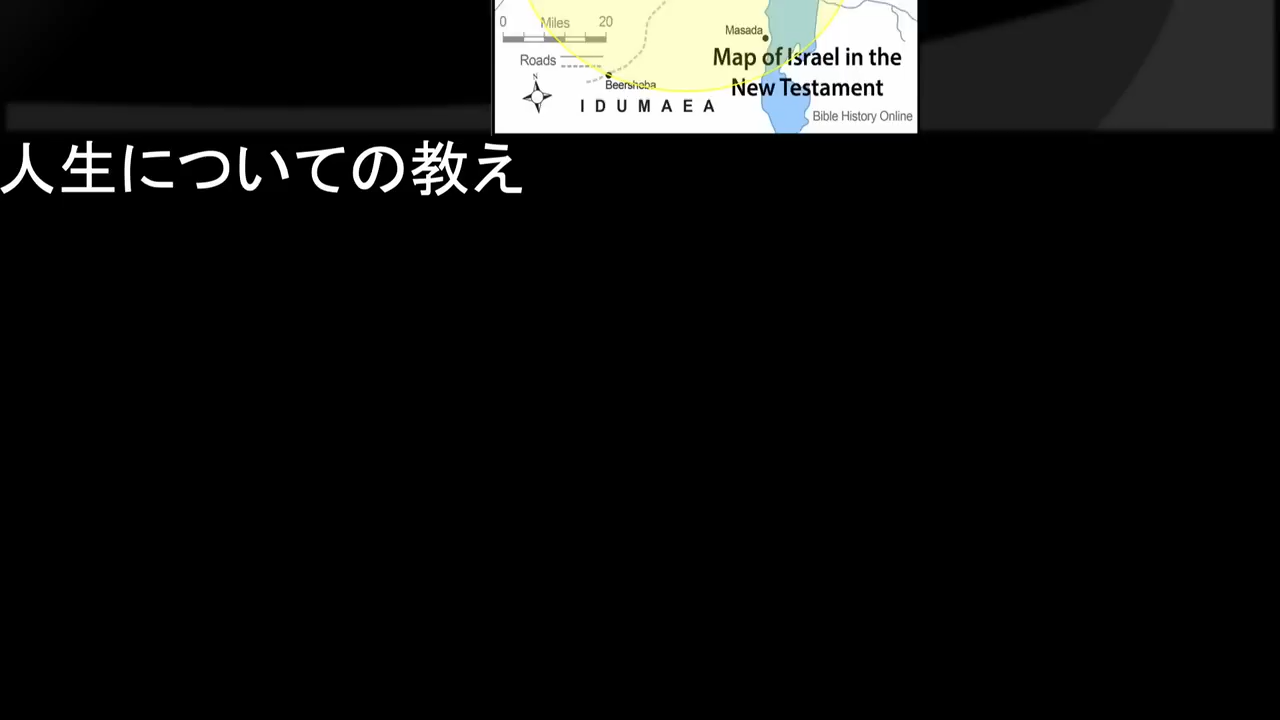 0 Miles 20
Masada
Roads
Map of Israel in the
New Testament
N
Beersheba
IDUMAEA
Bible History Online
人生についての教え